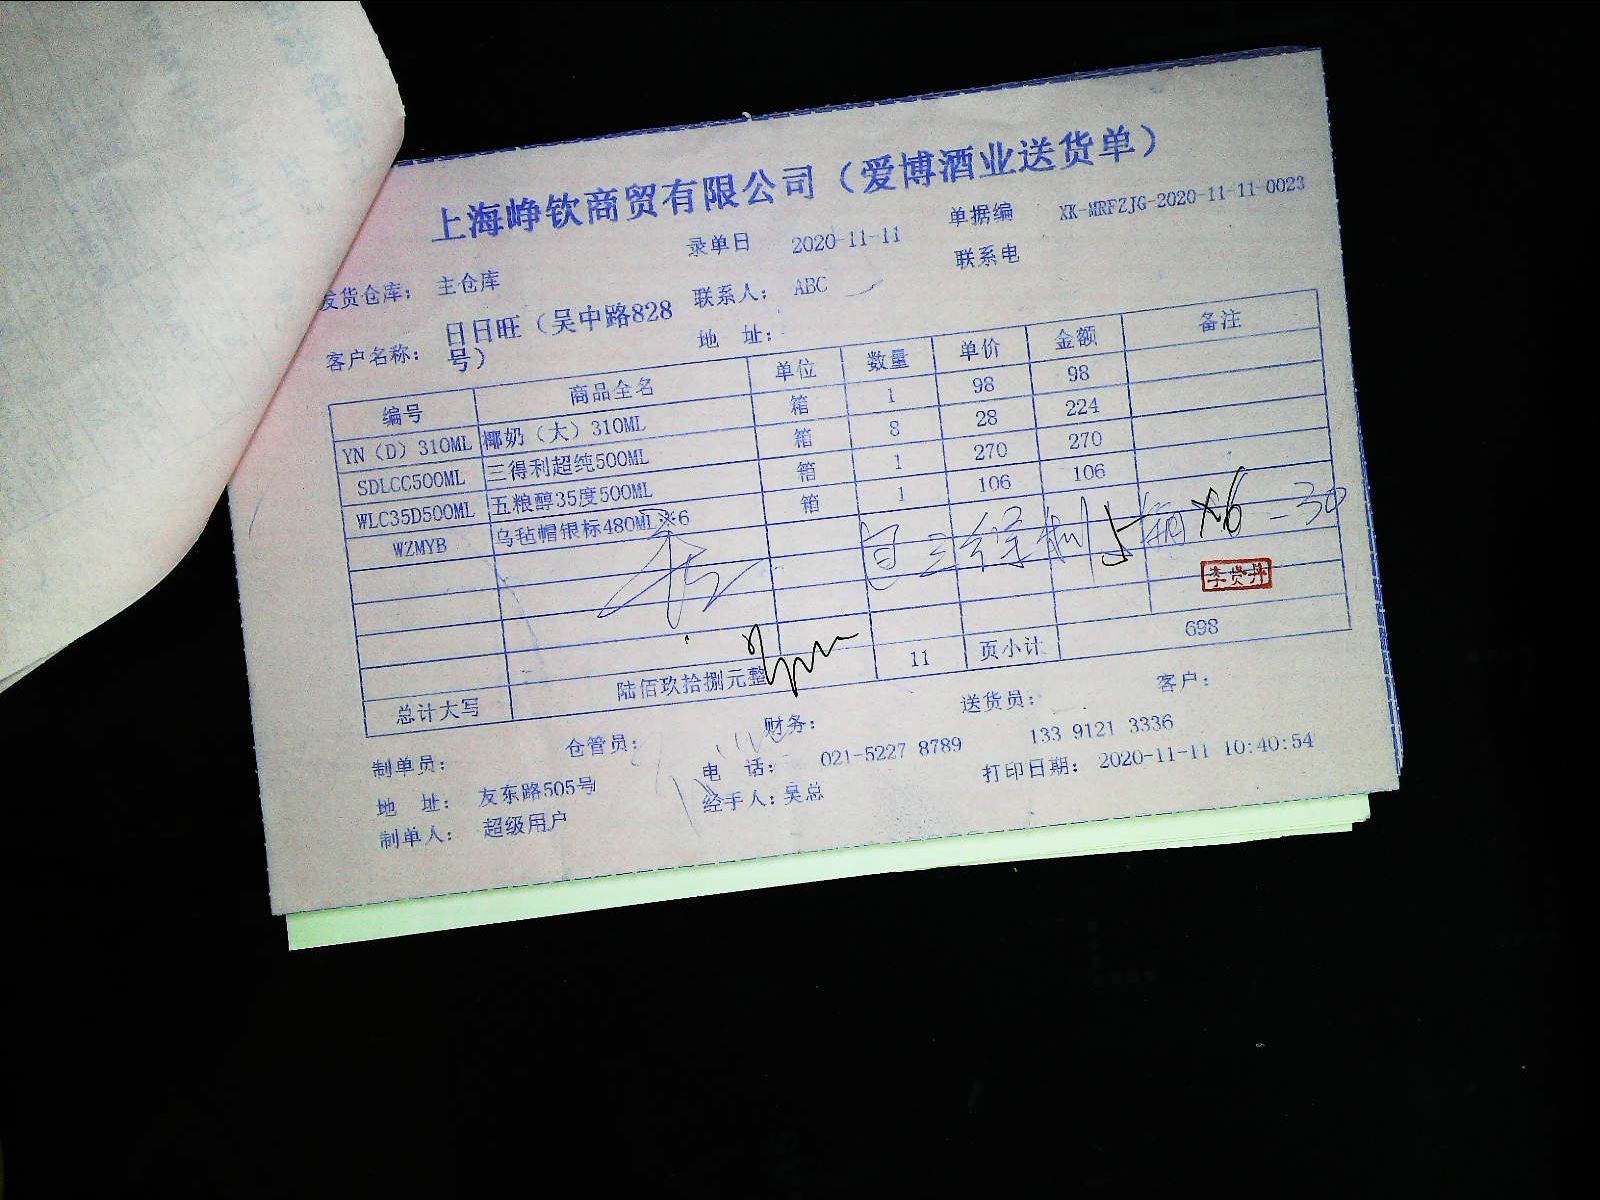 上海峥钦商贸有限公司（爱博酒业送货单）
录单日 2020-11-11 单据编 XK-MRFZJG-2020-11-11-0023
发货仓库： 主仓库 联系人： ABC 联系电
客户名称： 日日旺（吴中路828号） 地 址：
编号 商品全名 单位 数量 单价 金额 备注
YN（D）310ML 椰奶（大）310ML 箱 1 98 98
SDLCC500ML 三得利超纯500ML 箱 8 28 224
WLC35D500ML 五粮醇35度500ML 箱 1 270 270
WZMYB 乌毡帽银标480ML※6 箱 1 106 106
三得利5瓶×6=30
李贤丹
总计大写 陆佰玖拾捌元整 11 页小计 698
制单员： 仓管员： 财务： 送货员： 客户：
地 址： 友东路505号 电 话： 021-5227 8789 133 9121 3336
制单人： 超级用户 经手人：吴总 打印日期： 2020-11-11 10:40:54